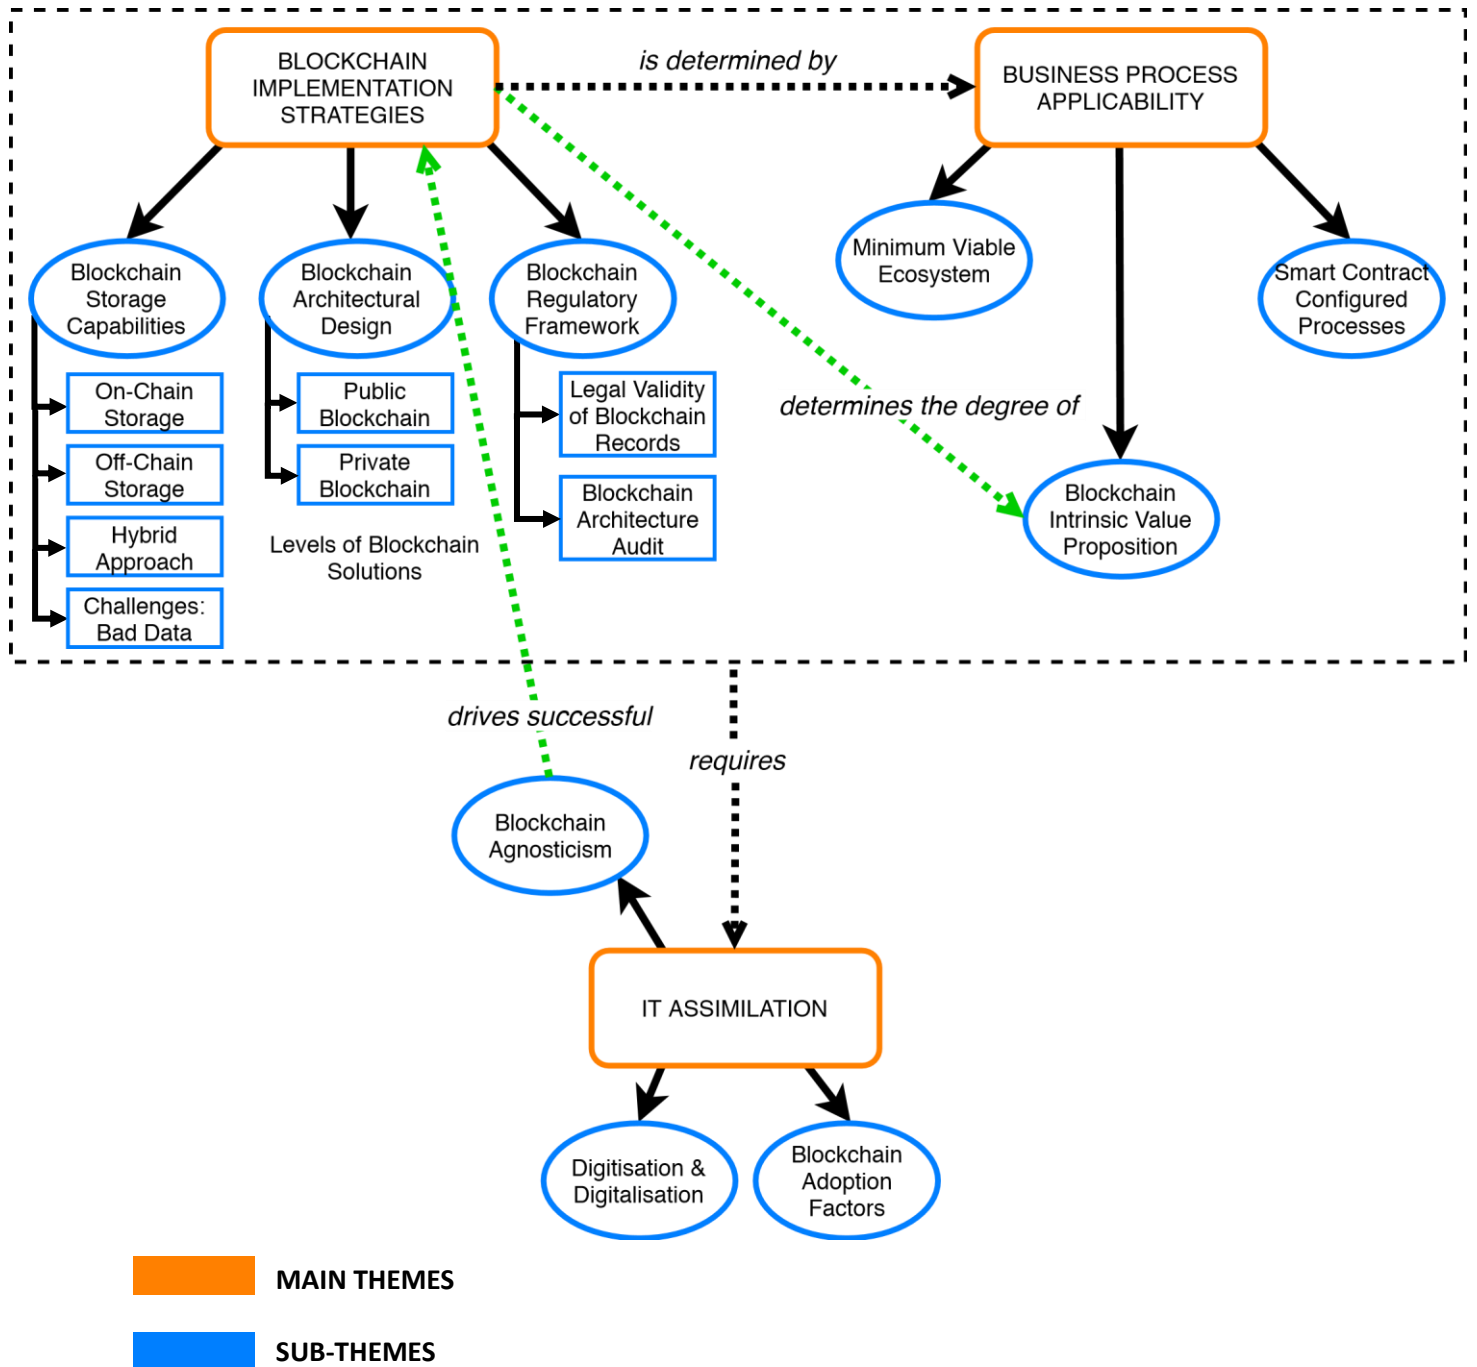 BLOCKCHAIN
IMPLEMENTATION
STRATEGIES
is determined by
BUSINESS PROCESS
APPLICABILITY
Blockchain
Storage
Capabilities
Blockchain
Architectural
Design
Blockchain
Regulatory
Framework
Minimum Viable
Ecosystem
Smart Contract
Configured
Processes
On-Chain
Storage
Off-Chain
Storage
Hybrid
Approach
Challenges:
Bad Data
Public
Blockchain
Private
Blockchain
Levels of Blockchain
Solutions
Legal Validity
of Blockchain
Records
Blockchain
Architecture
Audit
determines the degree of
Blockchain
Intrinsic Value
Proposition
drives successful
requires
Blockchain
Agnosticism
IT ASSIMILATION
Digitisation &
Digitalisation
Blockchain
Adoption
Factors
MAIN THEMES
SUB-THEMES